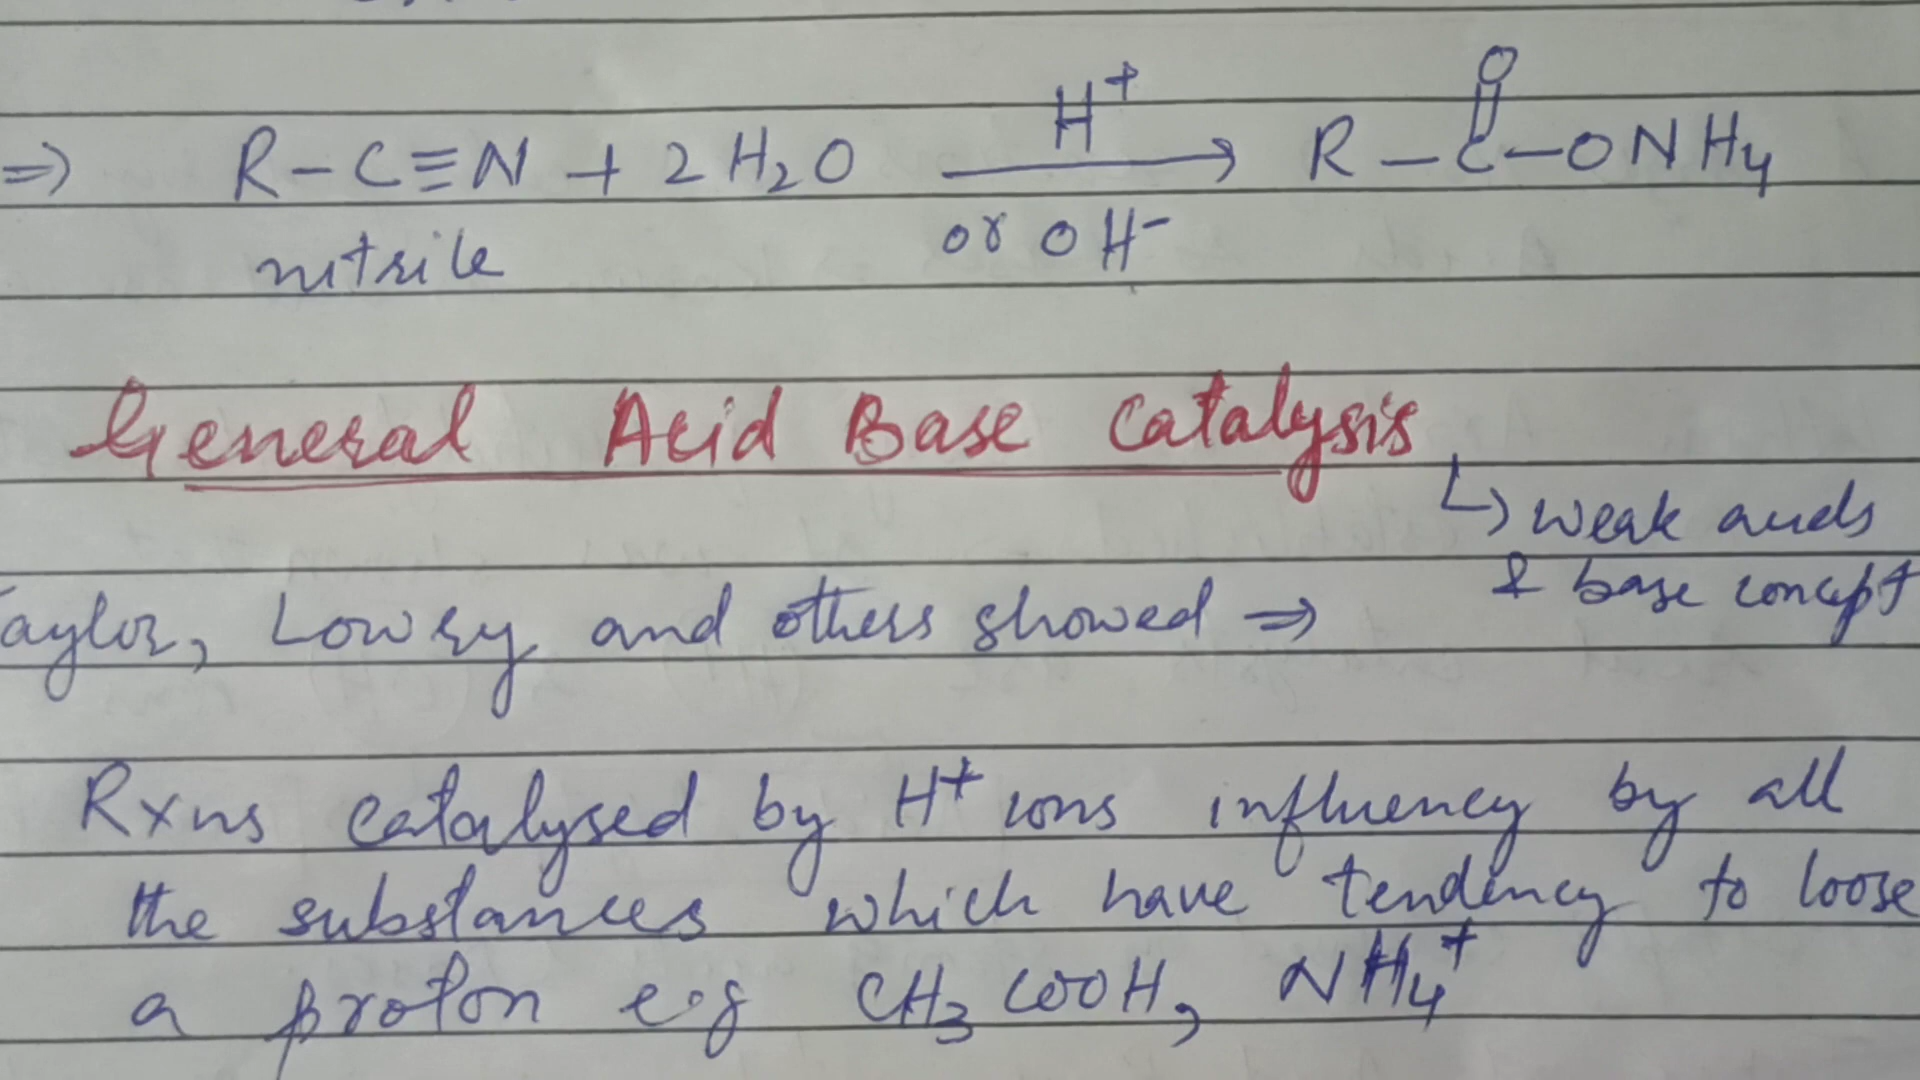 ⇒ R-C≡N + 2H₂O H⁺ or OH⁻ → R-C(=O)-ONH₄
nitrile
General Acid Base Catalysis
↳ weak acids
& base concept
aylor, Lowry and others showed ⇒
Rxns catalysed by H⁺ ions influency by all
the substances which have tendency to loose
a proton e.g CH₃COOH, NH₄⁺